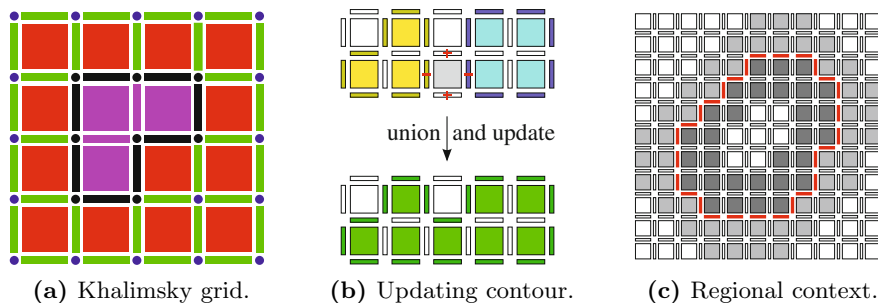 union and update
(a) Khalimsky grid. (b) Updating contour. (c) Regional context.